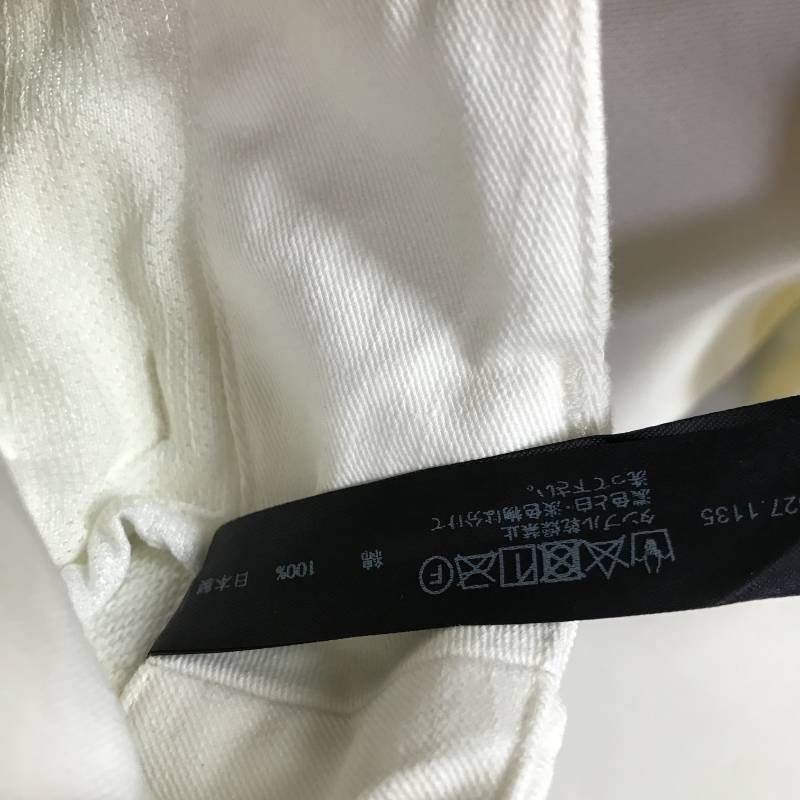 27.1135
タンブル乾燥禁止
濃色と白・淡色物は分けて
洗って下さい。
綿 100%
日本製
F